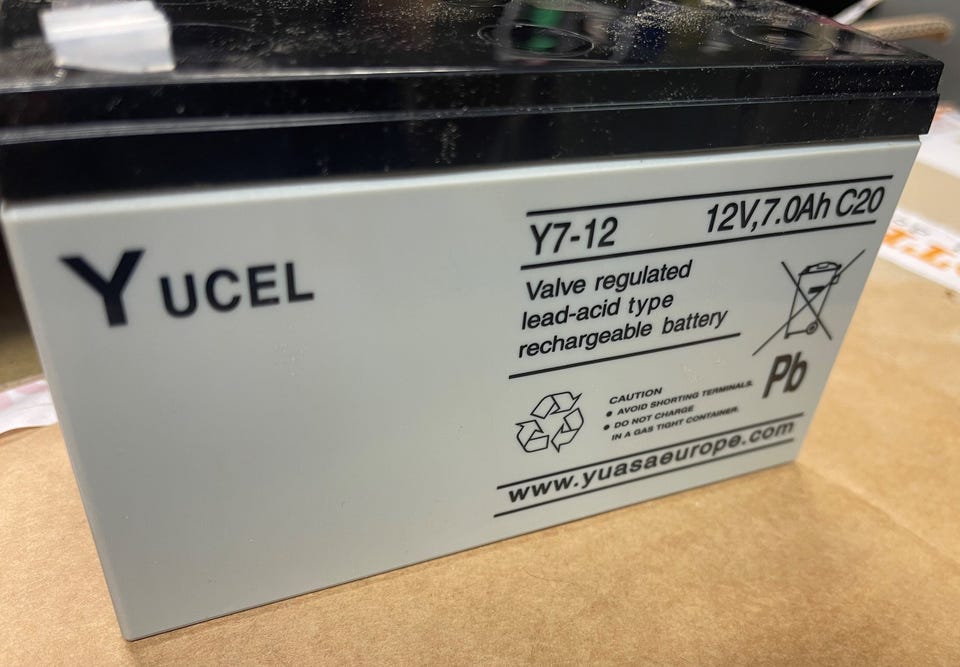 YUCEL
Y7-12
12V,7.0Ah C20
Valve regulated
lead-acid type
rechargeable battery
Pb
CAUTION
● AVOID SHORTING TERMINALS.
● DO NOT CHARGE
IN A GAS TIGHT CONTAINER.
www.yuasaeurope.com